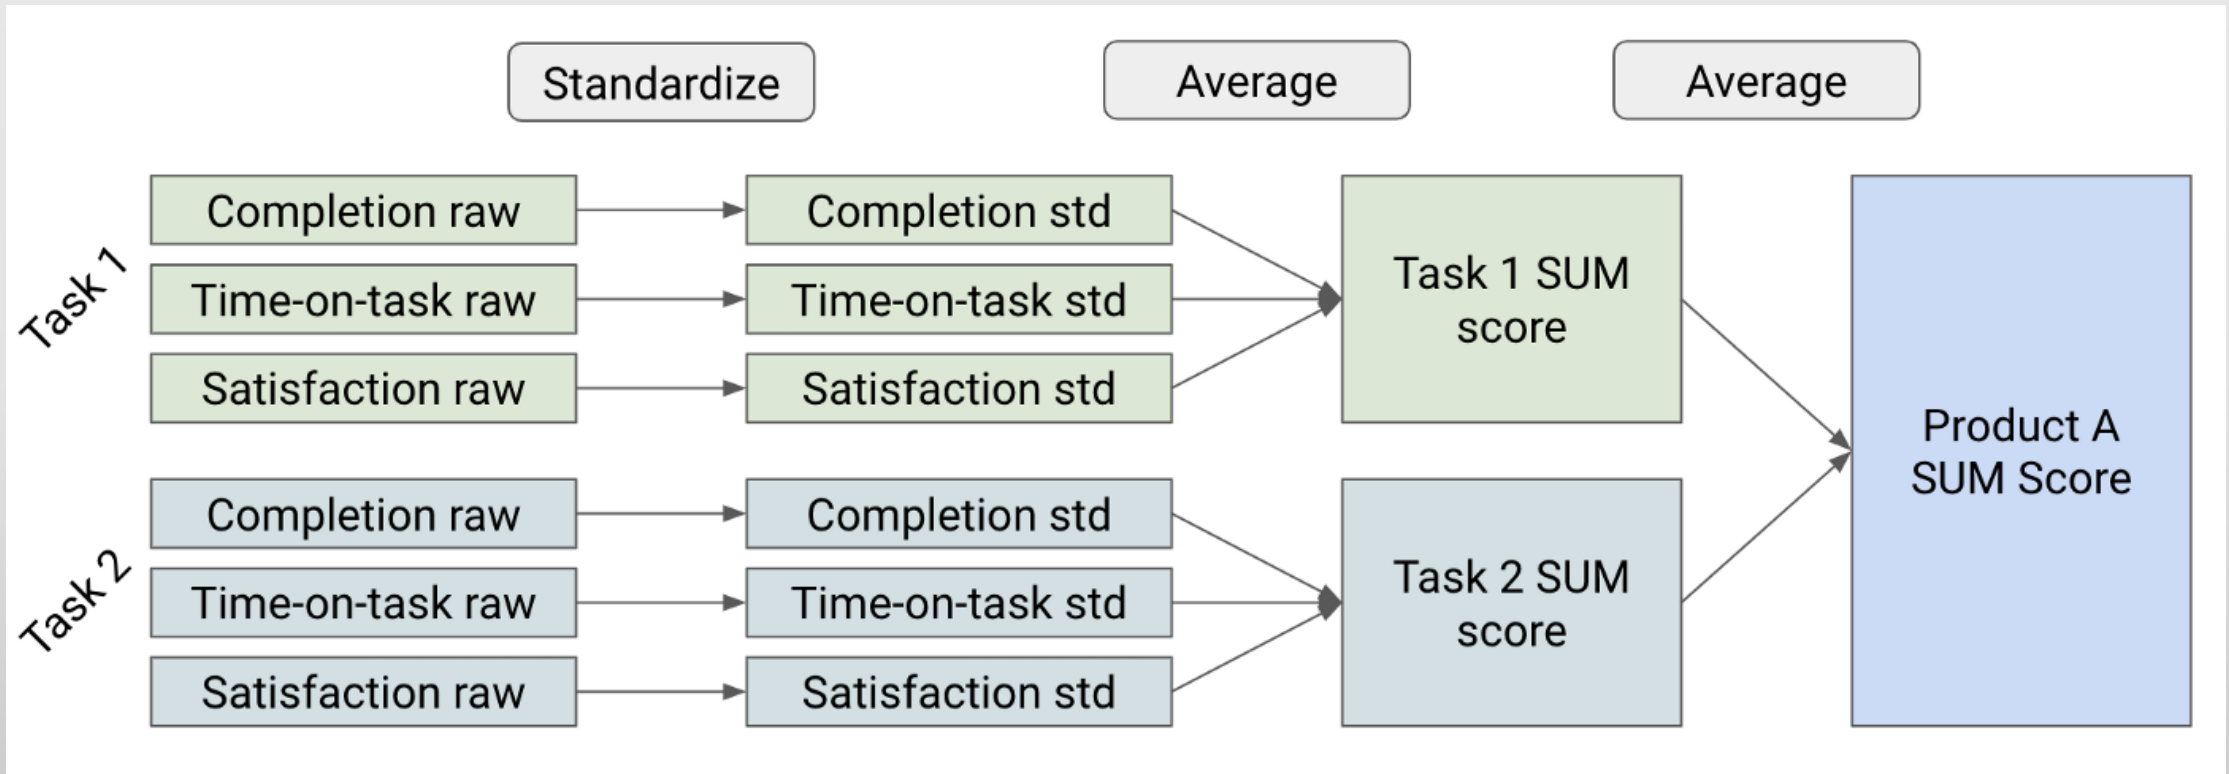 Standardize
Average
Average
Task 1
Completion raw
Completion std
Time-on-task raw
Time-on-task std
Satisfaction raw
Satisfaction std
Task 1 SUM
score
Task 2
Completion raw
Completion std
Time-on-task raw
Time-on-task std
Satisfaction raw
Satisfaction std
Task 2 SUM
score
Product A
SUM Score